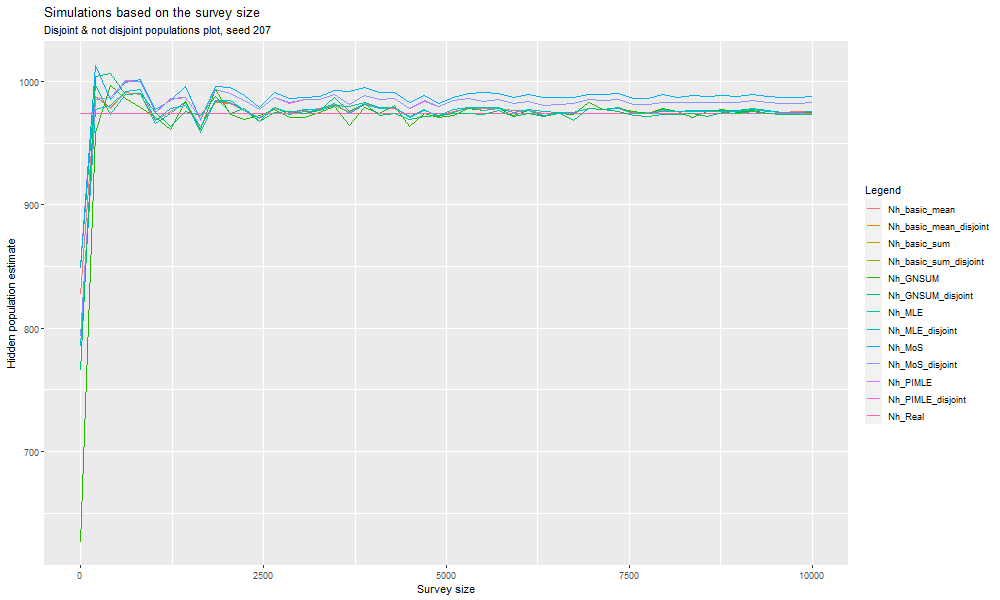 Simulations based on the survey size
Disjoint & not disjoint populations plot, seed 207
Hidden population estimate
1000
900
800
700
0
2500
5000
7500
10000
Survey size
Legend
Nh_basic_mean
Nh_basic_mean_disjoint
Nh_basic_sum
Nh_basic_sum_disjoint
Nh_GNSUM
Nh_GNSUM_disjoint
Nh_MLE
Nh_MLE_disjoint
Nh_MoS
Nh_MoS_disjoint
Nh_PIMLE
Nh_PIMLE_disjoint
Nh_Real